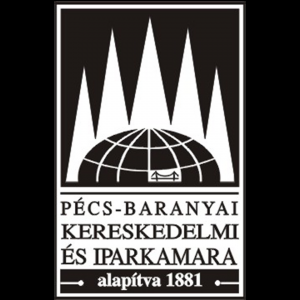 PÉCS-BARANYAI
KERESKEDELMI
ÉS IPARKAMARA
alapítva 1881